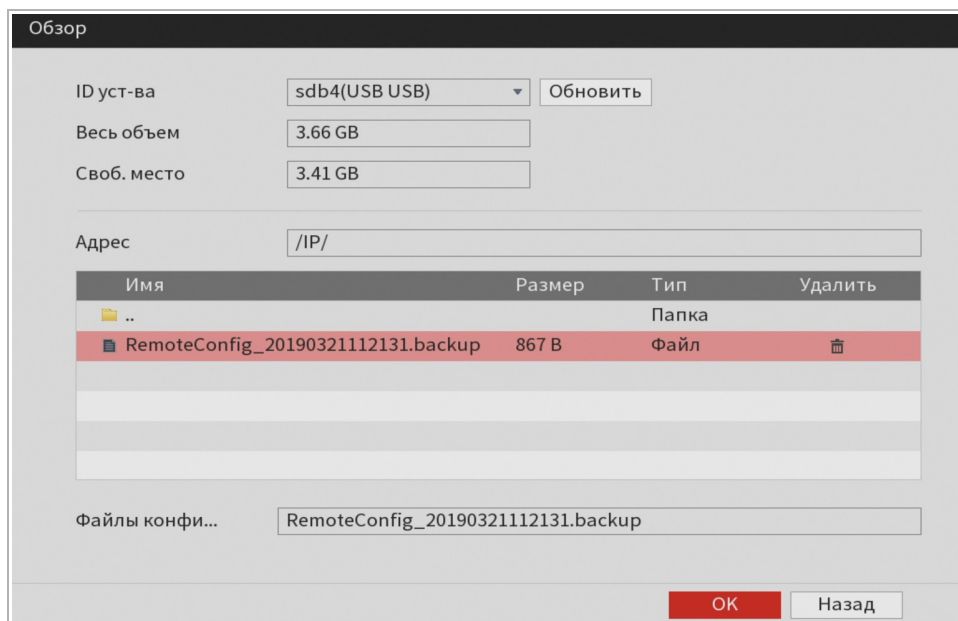 Обзор
ID уст-ва sdb4(USB USB) Обновить
Весь объем 3.66 GB
Своб. место 3.41 GB
Адрес /IP/
Имя Размер Тип Удалить
.. Папка
RemoteConfig_20190321112131.backup 867 B Файл
Файлы конфи... RemoteConfig_20190321112131.backup
OK Назад